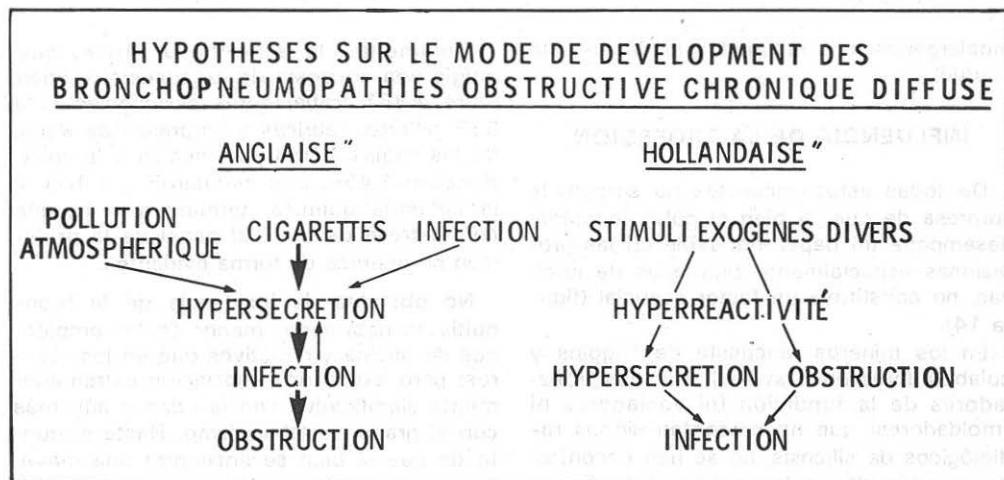 HYPOTHESES SUR LE MODE DE DEVELOPMENT DES
BRONCHOPNEUMOPATHIES OBSTRUCTIVE CHRONIQUE DIFFUSE
ANGLAISE"
HOLLANDAISE"
POLLUTION
ATMOSPHERIQUE
CIGARETTES
INFECTION
STIMULI EXOGENES DIVERS
HYPERSECRETION
HYPERREACTIVITÉ
INFECTION
HYPERSECRETION
OBSTRUCTION
OBSTRUCTION
INFECTION